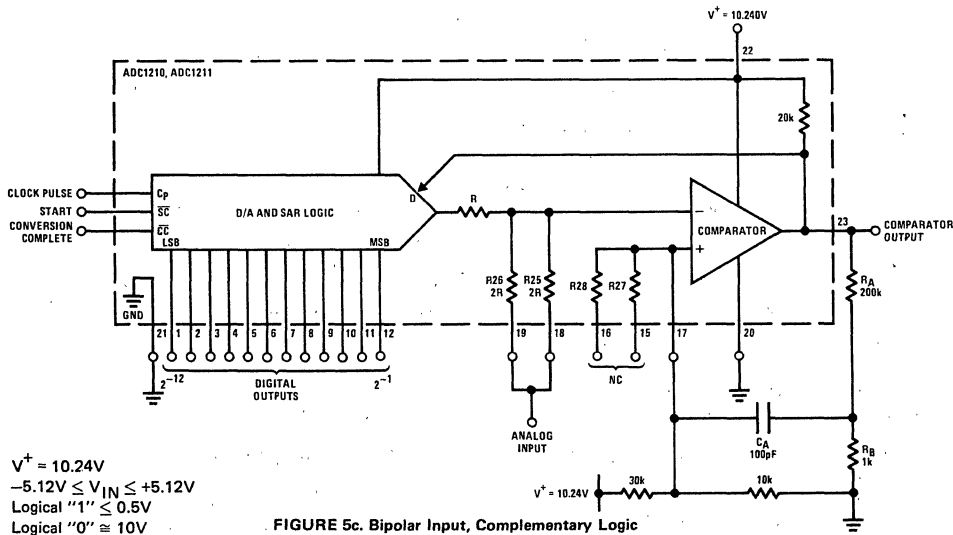 V+ = 10.240V
22
ADC1210, ADC1211
20k
CLOCK PULSE
START
CONVERSION
COMPLETE
CP
SC
CC
D/A AND SAR LOGIC
D
R
LSB
MSB
COMPARATOR
−
+
23
COMPARATOR
OUTPUT
R26
2R
R25
2R
R28
R27
RA
200k
GND
21
1
2
3
4
5
6
7
8
9
10
11
12
19
18
16
15
17
20
2-12
DIGITAL
OUTPUTS
2-1
NC
ANALOG
INPUT
CA
100pF
RB
1k
V+ = 10.24V
30k
10k
V+ = 10.24V
−5.12V ≤ VIN ≤ +5.12V
Logical "1" ≤ 0.5V
Logical "0" ≅ 10V
FIGURE 5c. Bipolar Input, Complementary Logic